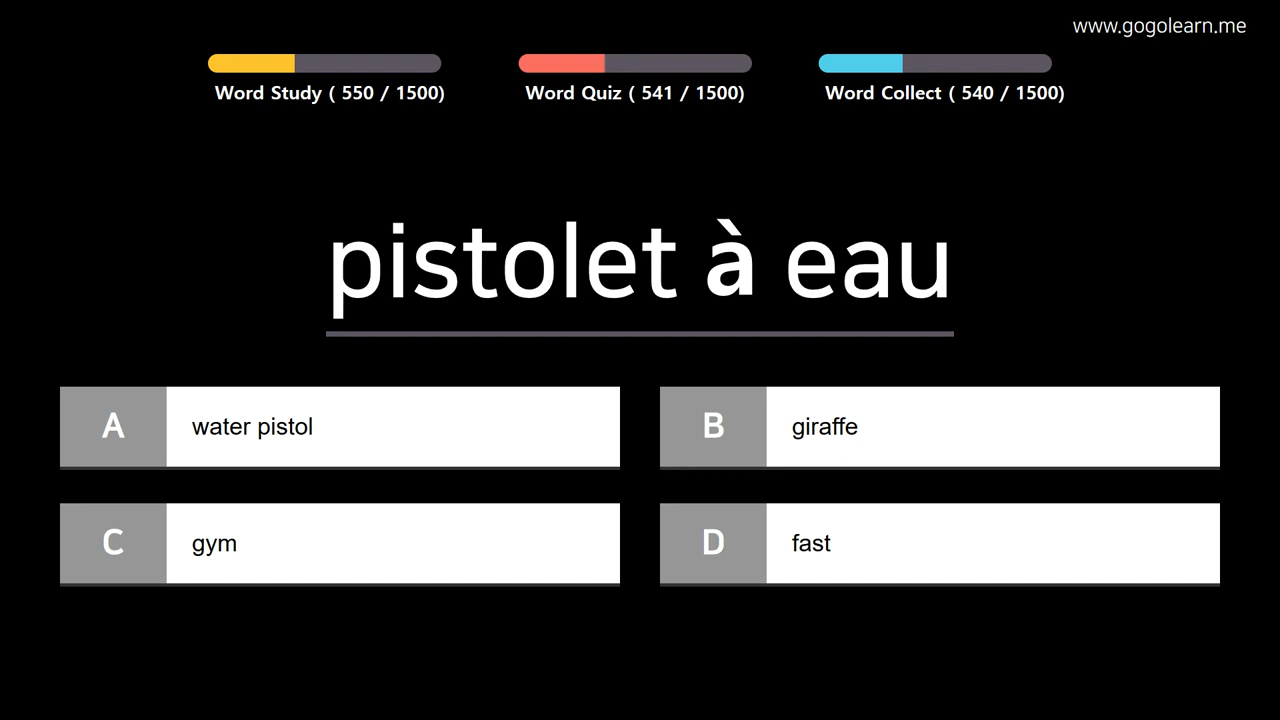 www.gogolearn.me
Word Study ( 550 / 1500)
Word Quiz ( 541 / 1500)
Word Collect ( 540 / 1500)
pistolet à eau
A
water pistol
B
giraffe
C
gym
D
fast